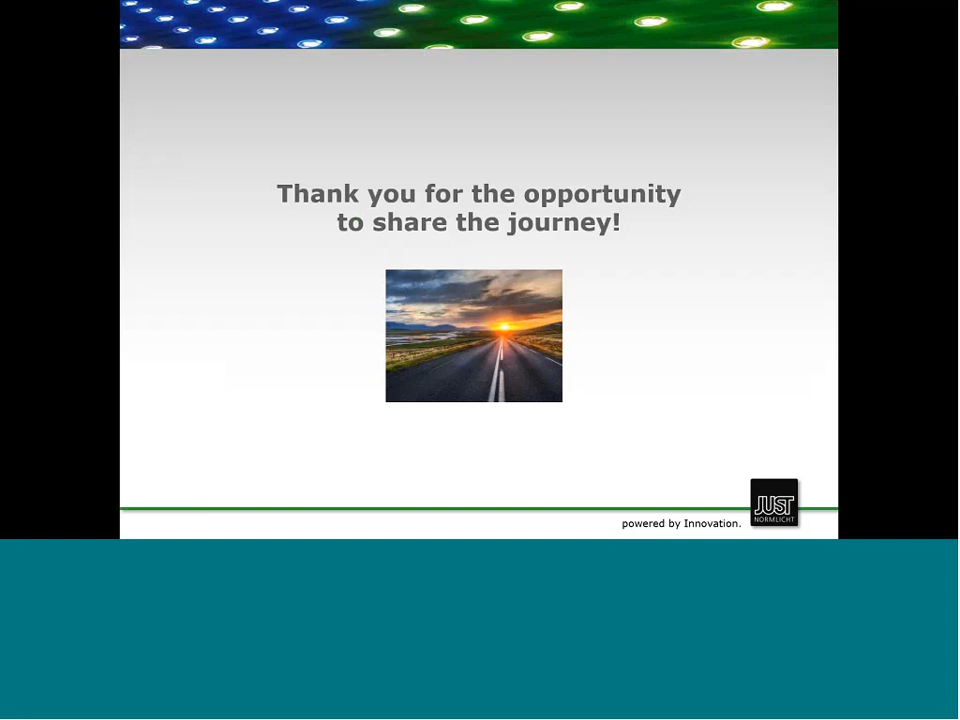 Thank you for the opportunity
to share the journey!
JUST
NORMLICHT
powered by Innovation.